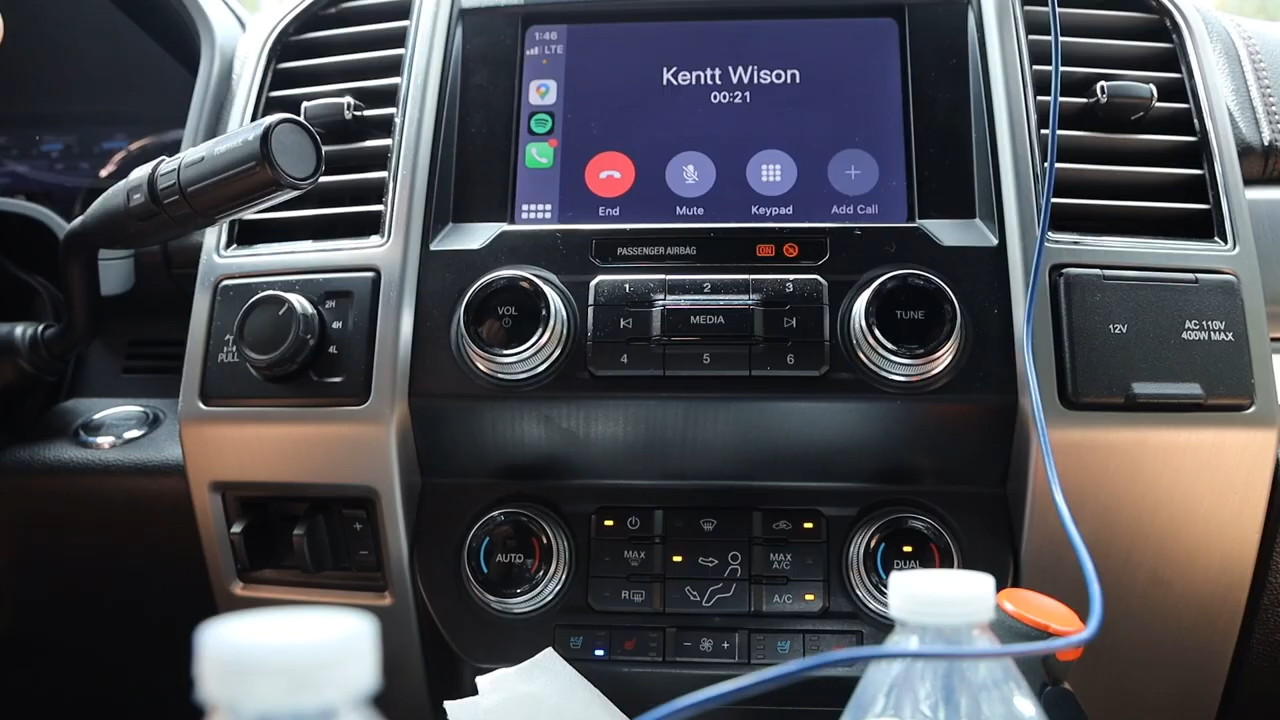 1:46
LTE
Kentt Wison
00:21
End
Mute
Keypad
Add Call
PASSENGER AIRBAG
ON
VOL
1
2
3
MEDIA
4
5
6
TUNE
2H
4H
4L
PULL
12V
AC 110V
400W MAX
AUTO
MAX
MAX
A/C
R
A/C
DUAL